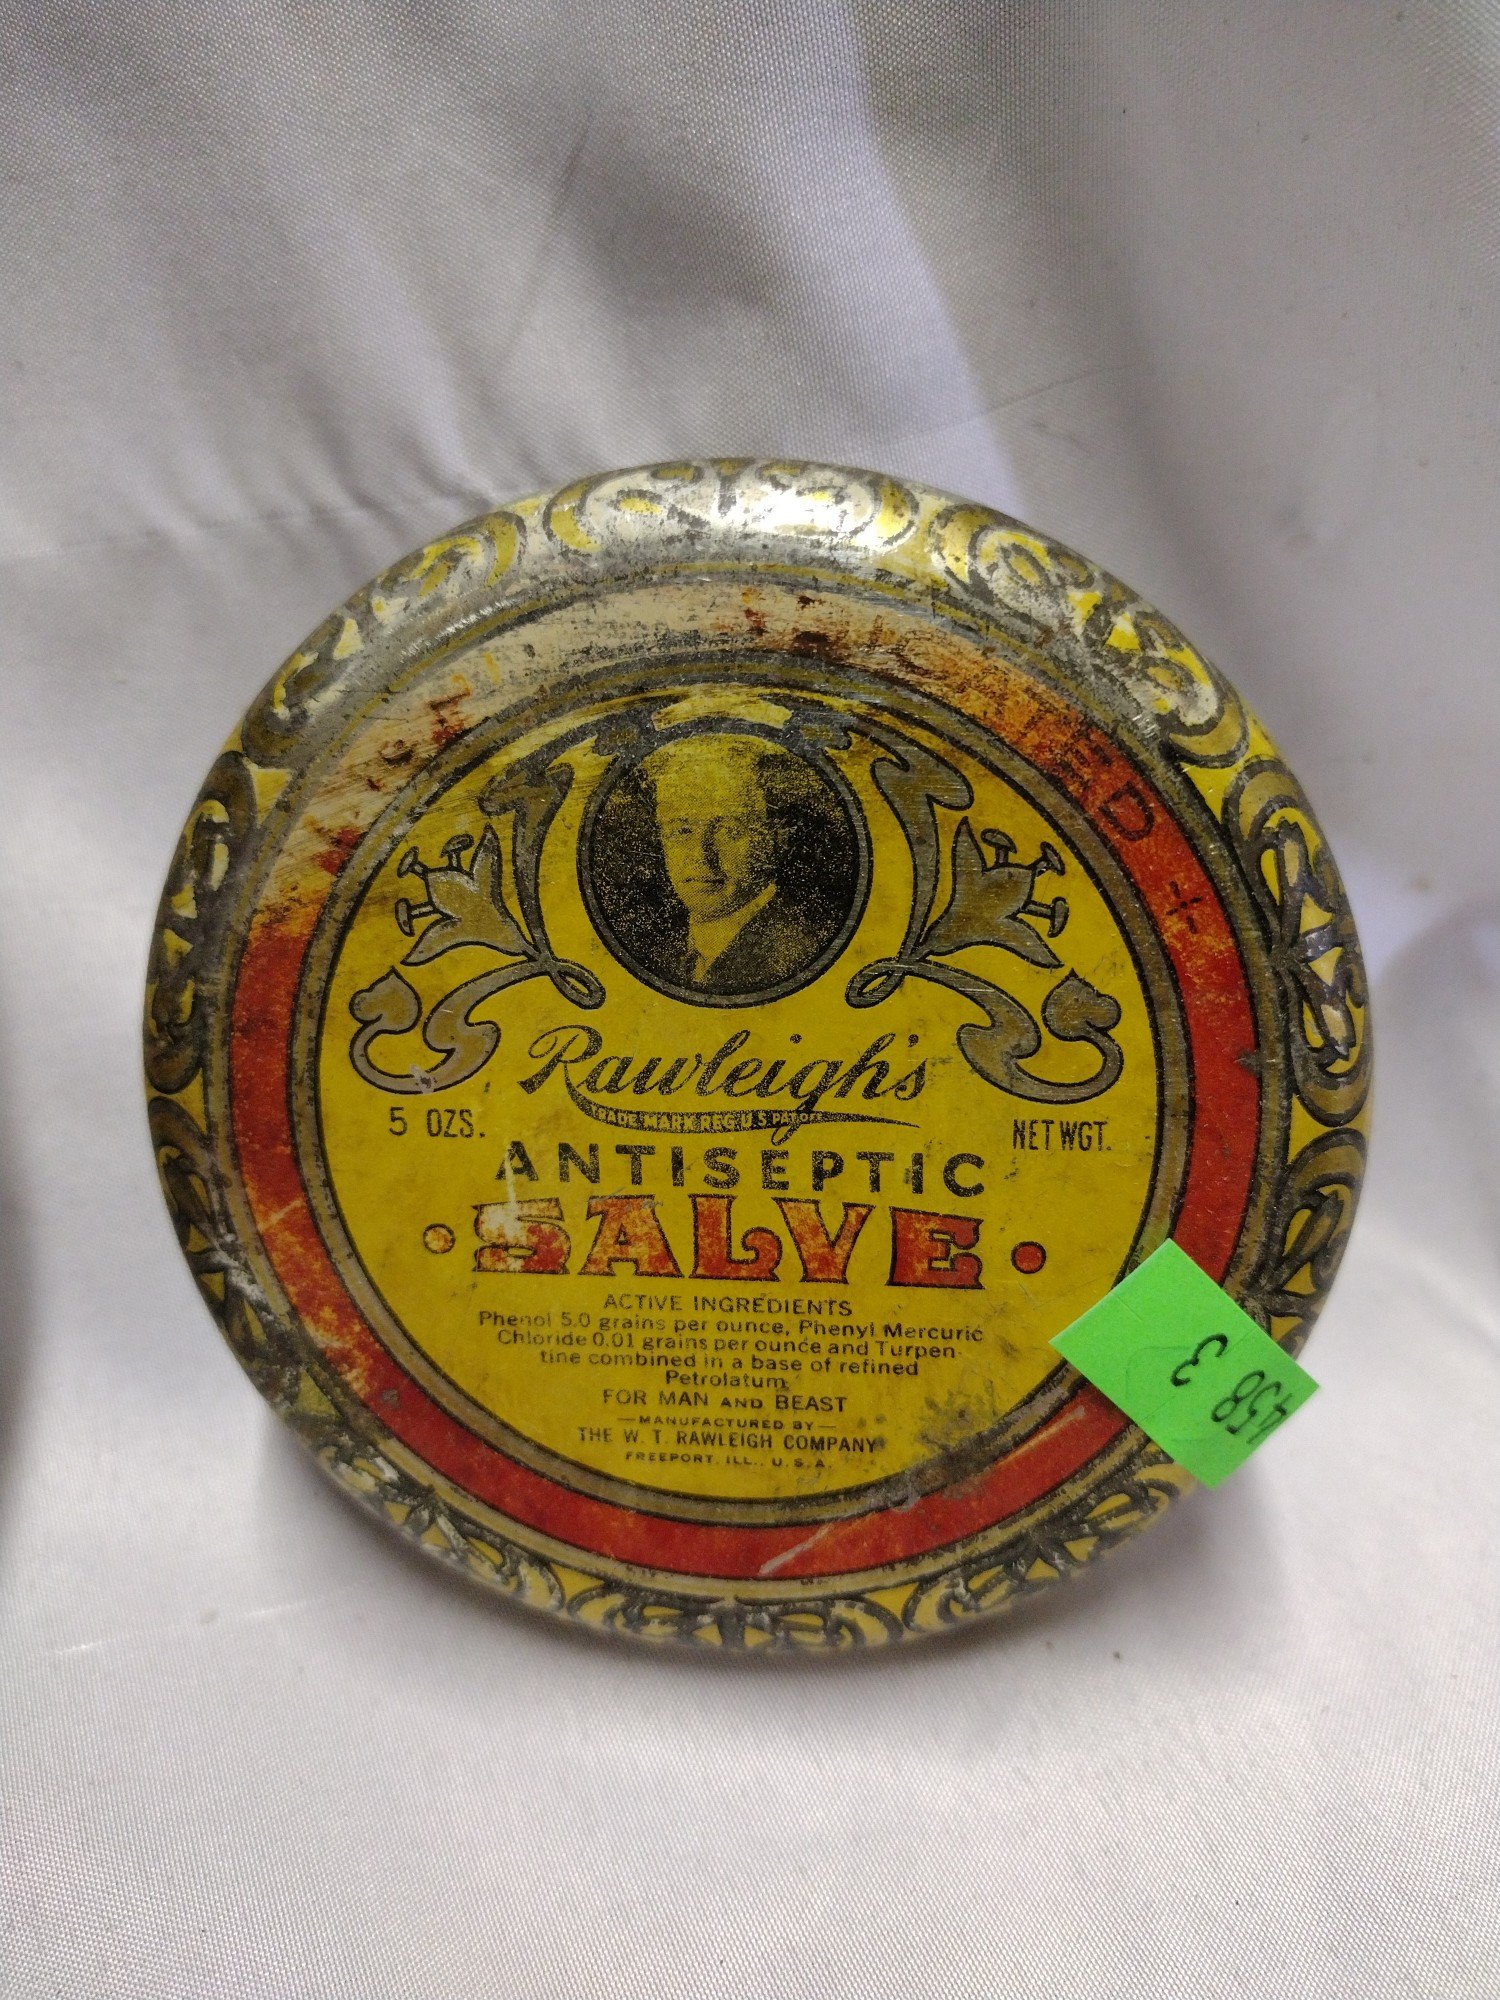 TED +
Rawleigh's
TRADE MARK REG. U.S. PAT. OFF.
5 OZS.
NET WGT.
ANTISEPTIC
• SALVE •
ACTIVE INGREDIENTS
Phenol 5.0 grains per ounce, Phenyl Mercuric
Chloride 0.01 grains per ounce and Turpen-
tine combined in a base of refined
Petrolatum.
FOR MAN AND BEAST
—MANUFACTURED BY—
THE W. T. RAWLEIGH COMPANY
FREEPORT, ILL., U.S.A.
458
3